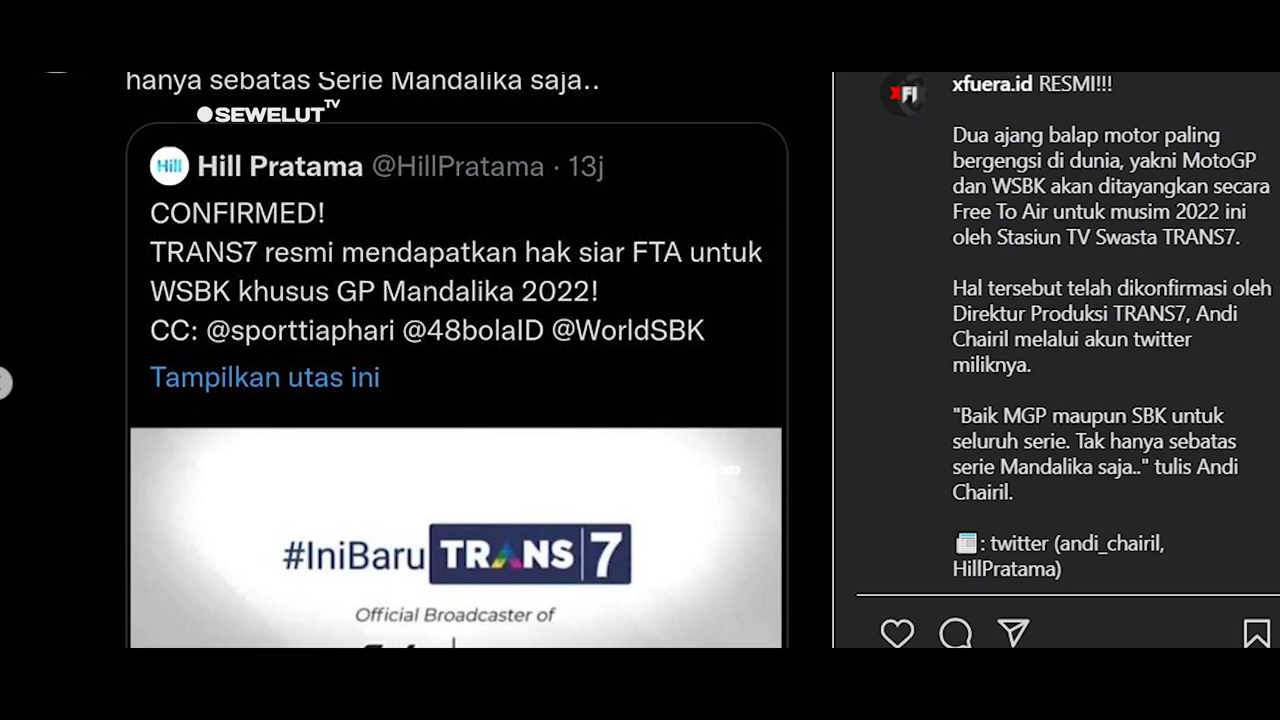 hanya sebatas Serie Mandalika saja..
SEWELUT TV
Hill Hill Pratama @HillPratama · 13j
CONFIRMED!
TRANS7 resmi mendapatkan hak siar FTA untuk
WSBK khusus GP Mandalika 2022!
CC: @sporttiaphari @48bolaID @WorldSBK
Tampilkan utas ini
#IniBaru TRANS|7
Official Broadcaster of
XFI xfuera.id RESMI!!!
Dua ajang balap motor paling
bergengsi di dunia, yakni MotoGP
dan WSBK akan ditayangkan secara
Free To Air untuk musim 2022 ini
oleh Stasiun TV Swasta TRANS7.
Hal tersebut telah dikonfirmasi oleh
Direktur Produksi TRANS7, Andi
Chairil melalui akun twitter
miliknya.
"Baik MGP maupun SBK untuk
seluruh serie. Tak hanya sebatas
serie Mandalika saja.." tulis Andi
Chairil.
📰: twitter (andi_chairil,
HillPratama)